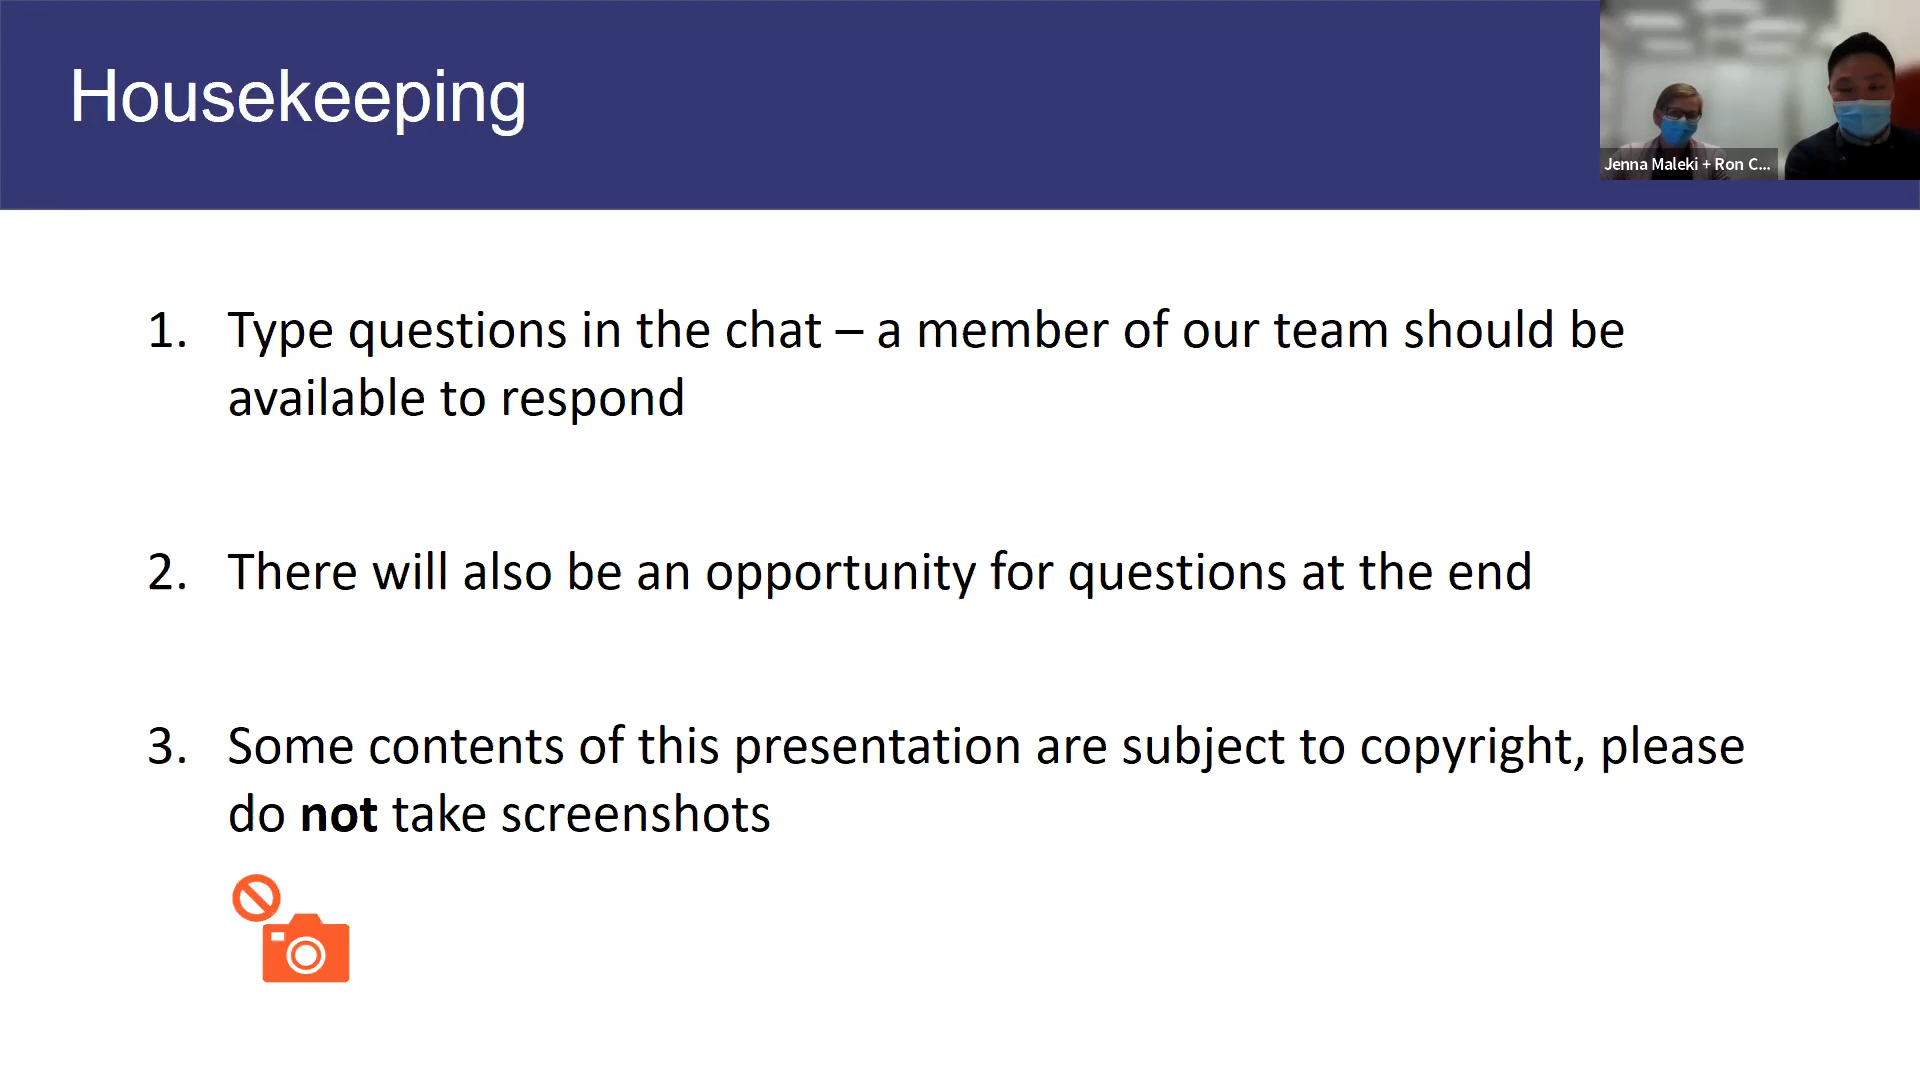 Housekeeping
Jenna Maleki + Ron C...
1. Type questions in the chat – a member of our team should be
available to respond
2. There will also be an opportunity for questions at the end
3. Some contents of this presentation are subject to copyright, please
do not take screenshots